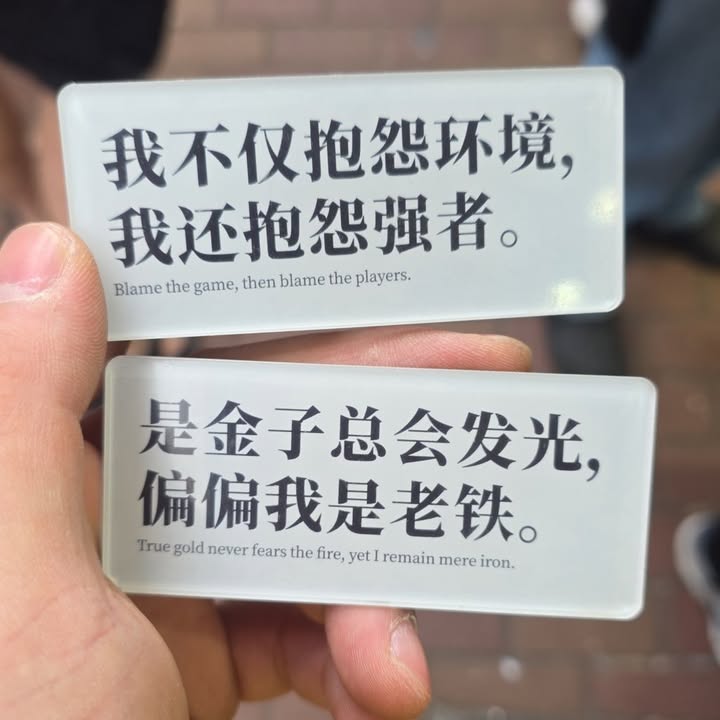 我不仅抱怨环境,
我还抱怨强者。
Blame the game, then blame the players.
是金子总会发光,
偏偏我是老铁。
True gold never fears the fire, yet I remain mere iron.